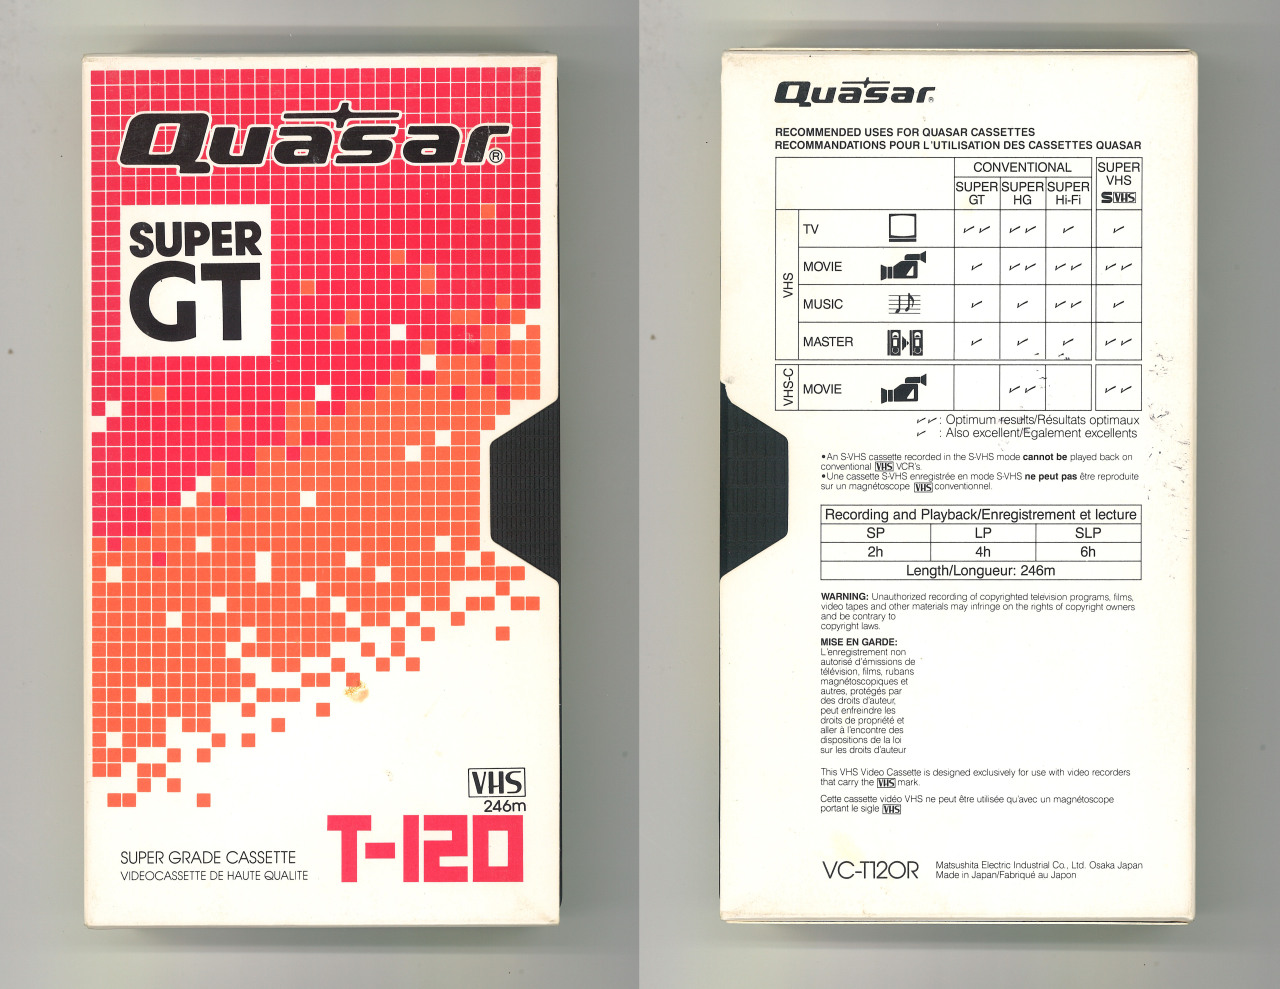 Quasar®
SUPER
GT
VHS
246m
T-120
SUPER GRADE CASSETTE
VIDEOCASSETTE DE HAUTE QUALITE
Quasar®
RECOMMENDED USES FOR QUASAR CASSETTES
RECOMMANDATIONS POUR L'UTILISATION DES CASSETTES QUASAR
CONVENTIONAL
SUPER GT
SUPER HG
SUPER Hi-Fi
SUPER VHS
SVHS
VHS
TV ✓✓ ✓✓ ✓ ✓
MOVIE ✓ ✓✓ ✓✓ ✓✓
MUSIC ✓ ✓ ✓✓ ✓
MASTER ✓ ✓ ✓ ✓✓
VHS-C
MOVIE ✓✓ ✓✓
✓✓: Optimum results/Résultats optimaux
✓ : Also excellent/Egalement excellents
•An S-VHS cassette recorded in the S-VHS mode cannot be played back on
conventional VHS VCR's.
•Une cassette S-VHS enregistrée en mode S-VHS ne peut pas être reproduite
sur un magnétoscope VHS conventionnel.
Recording and Playback/Enregistrement et lecture
SP LP SLP
2h 4h 6h
Length/Longueur: 246m
WARNING: Unauthorized recording of copyrighted television programs, films,
video tapes and other materials may infringe on the rights of copyright owners
and be contrary to
copyright laws.
MISE EN GARDE:
L'enregistrement non
autorisé d'émissions de
télévision, films, rubans
magnétoscopiques et
autres, protégés par
des droits d'auteur,
peut enfreindre les
droits de propriété et
aller à l'encontre des
dispositions de la loi
sur les droits d'auteur
This VHS Video Cassette is designed exclusively for use with video recorders
that carry the VHS mark.
Cette cassette vidéo VHS ne peut être utilisée qu'avec un magnétoscope
portant le sigle VHS
VC-T120R
Matsushita Electric Industrial Co., Ltd. Osaka Japan
Made in Japan/Fabriqué au Japon